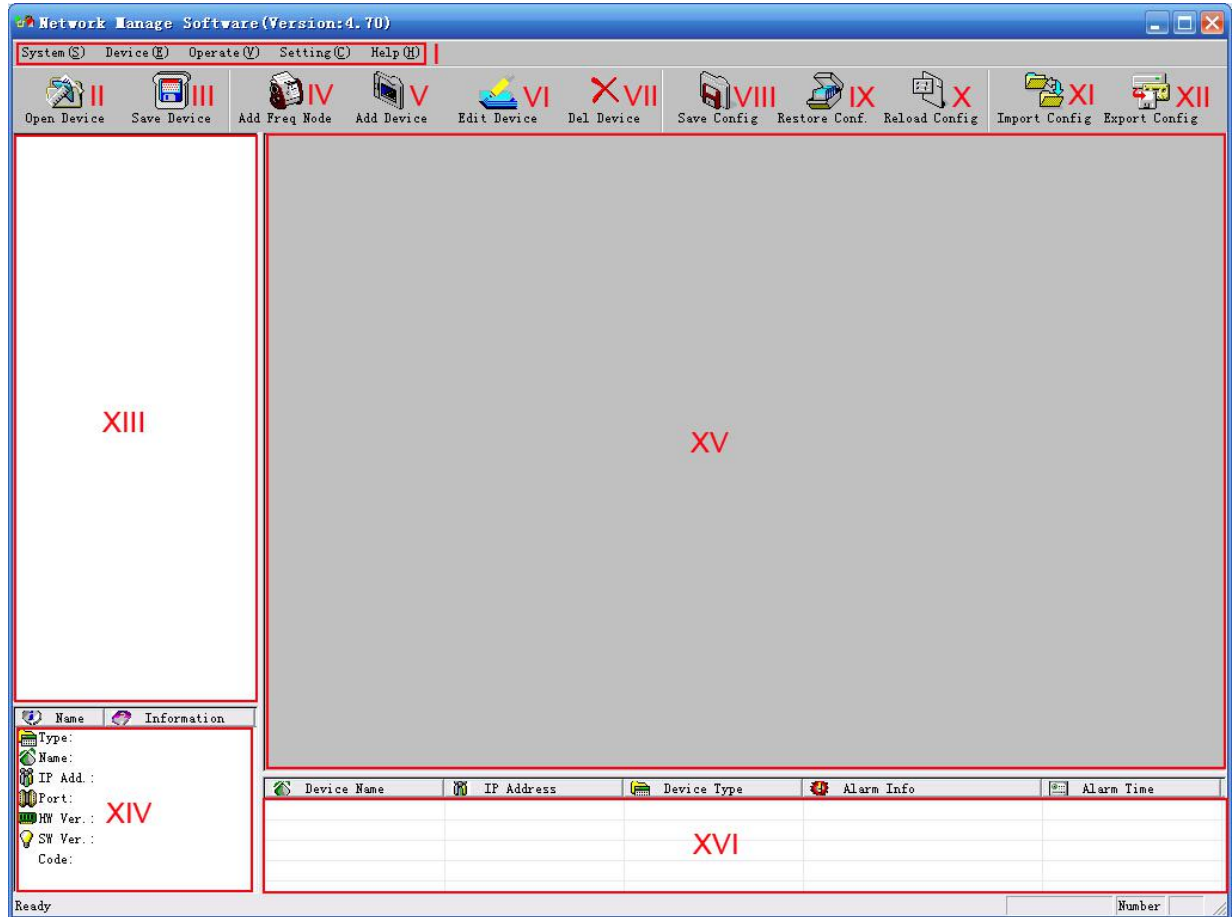 Network Manage Software(Version:4.70)
System(S) Device(E) Operate(V) Setting(C) Help(H) I
II III IV V VI VII VIII IX X XI XII
Open Device Save Device Add Freq Node Add Device Edit Device Del Device Save Config Restore Conf. Reload Config Import Config Export Config
XIII
XV
Name Information
Type:
Name:
IP Add.:
Port:
HW Ver.:
SW Ver.:
Code:
XIV
Device Name IP Address Device Type Alarm Info Alarm Time
XVI
Ready Number